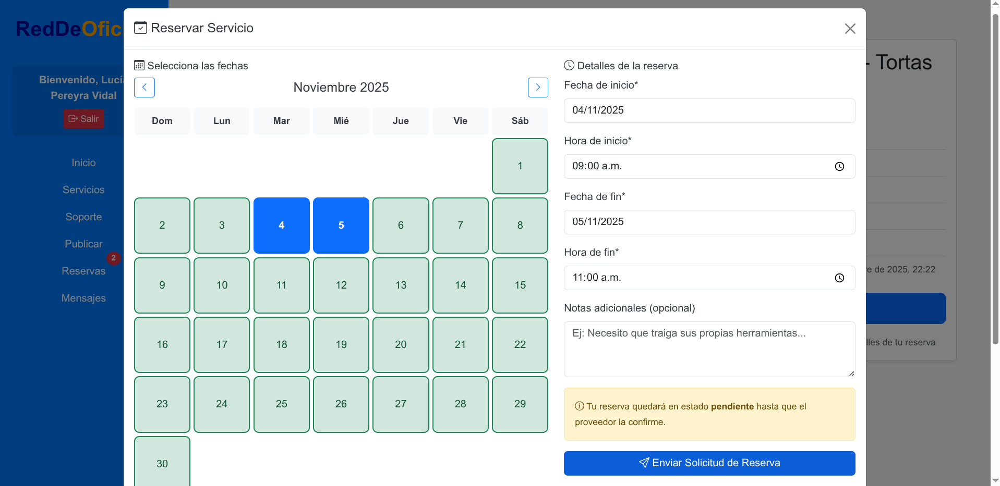 RedDeOfic
Bienvenido, Lucía
Pereyra Vidal
Salir
Inicio
Servicios
Soporte
Publicar
2
Reservas
Mensajes
Reservar Servicio
Selecciona las fechas
Noviembre 2025
Dom Lun Mar Mié Jue Vie Sáb
1
2 3 4 5 6 7 8
9 10 11 12 13 14 15
16 17 18 19 20 21 22
23 24 25 26 27 28 29
30
Detalles de la reserva
Fecha de inicio*
04/11/2025
Hora de inicio*
09:00 a.m.
Fecha de fin*
05/11/2025
Hora de fin*
11:00 a.m.
Notas adicionales (opcional)
Ej: Necesito que traiga sus propias herramientas...
Tu reserva quedará en estado pendiente hasta que el
proveedor la confirme.
Enviar Solicitud de Reserva
- Tortas
re de 2025, 22:22
lles de tu reserva